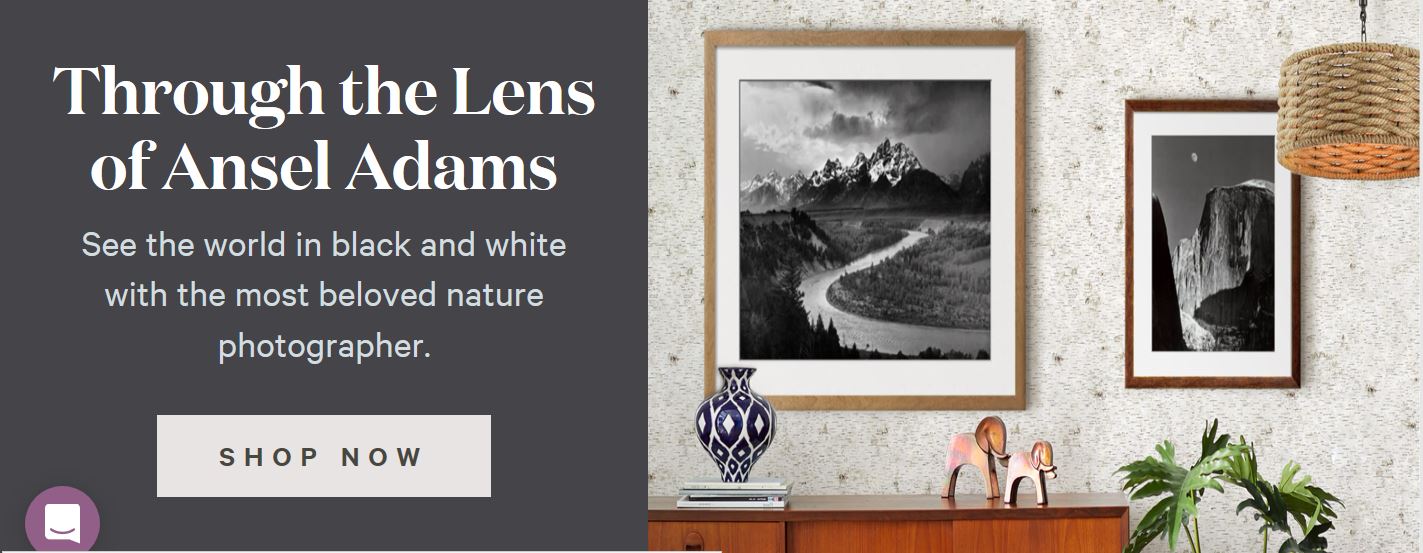 Through the Lens
of Ansel Adams
See the world in black and white
with the most beloved nature
photographer.
SHOP NOW